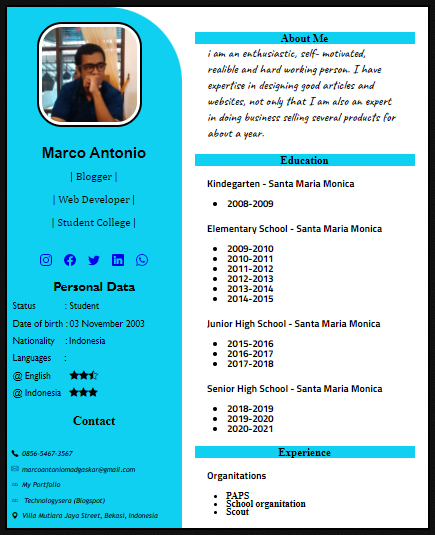 Marco Antonio
| Blogger |
| Web Developer |
| Student College |
Personal Data
Status : Student
Date of birth : 03 November 2003
Nationality : Indonesia
Languages :
@ English
@ Indonesia
Contact
0856-5467-3567
marcoantoniomadgaskar@gmail.com
My Portfolio
Technologysera (Blogspot)
Villa Mutiara Jaya Street, Bekasi, Indonesia
About Me
i am an enthusiastic, self- motivated,
realible and hard working person. I have
expertise in designing good articles and
websites, not only that I am also an expert
in doing business selling several products for
about a year.
Education
Kindegarten - Santa Maria Monica
2008-2009
Elementary School - Santa Maria Monica
2009-2010
2010-2011
2011-2012
2012-2013
2013-2014
2014-2015
Junior High School - Santa Maria Monica
2015-2016
2016-2017
2017-2018
Senior High School - Santa Maria Monica
2018-2019
2019-2020
2020-2021
Experience
Organitations
PAPS
School organitation
Scout